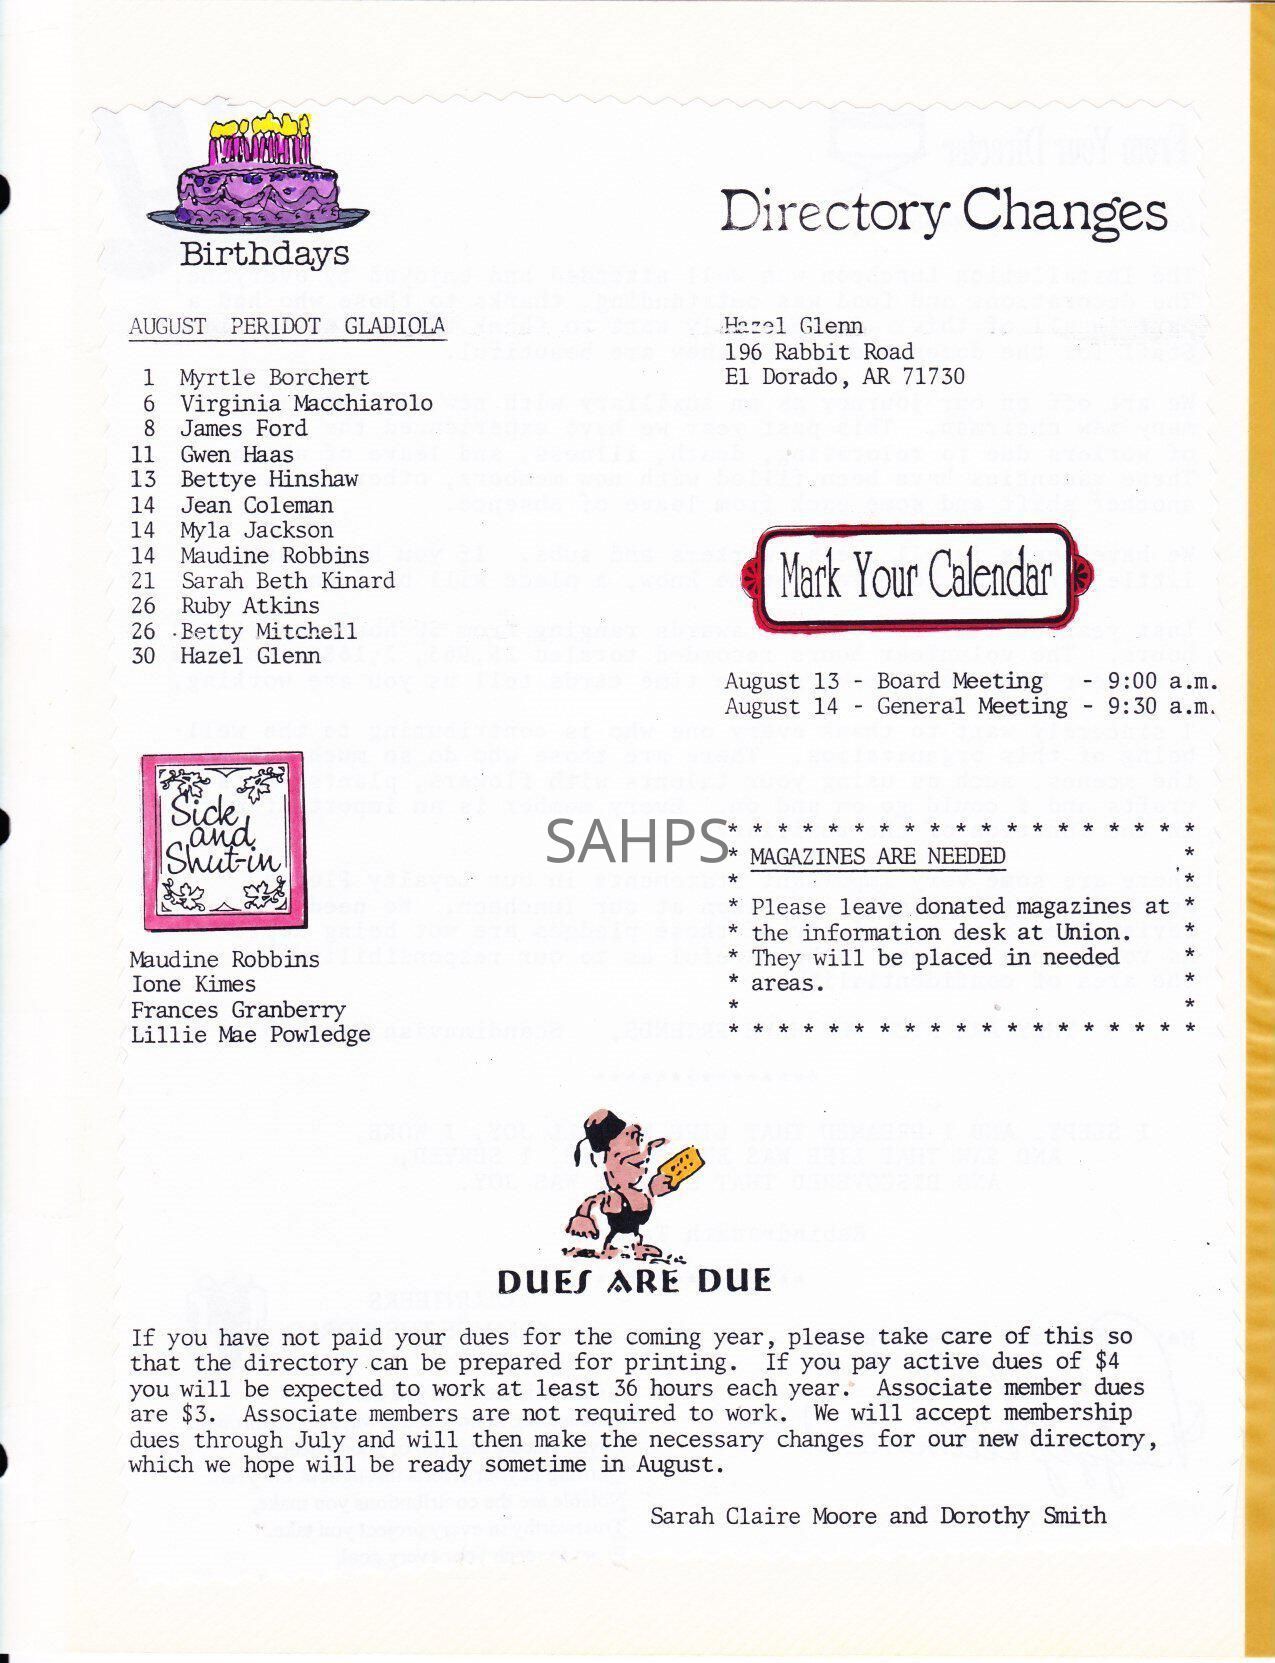 Birthdays
AUGUST PERIDOT GLADIOLA
1 Myrtle Borchert
6 Virginia Macchiarolo
8 James Ford
11 Gwen Haas
13 Bettye Hinshaw
14 Jean Coleman
14 Myla Jackson
14 Maudine Robbins
21 Sarah Beth Kinard
26 Ruby Atkins
26 Betty Mitchell
30 Hazel Glenn
Sick
and
Shut-in
Maudine Robbins
Ione Kimes
Frances Granberry
Lillie Mae Powledge
Directory Changes
Hazel Glenn
196 Rabbit Road
El Dorado, AR 71730
Mark Your Calendar
August 13 - Board Meeting - 9:00 a.m.
August 14 - General Meeting - 9:30 a.m.
SAHPS
* * * * * * * * * * * * * * * * * * *
* MAGAZINES ARE NEEDED *
* *
* Please leave donated magazines at *
* the information desk at Union. *
* They will be placed in needed *
* areas. *
* *
* * * * * * * * * * * * * * * * * * *
DUES ARE DUE
If you have not paid your dues for the coming year, please take care of this so
that the directory can be prepared for printing. If you pay active dues of $4
you will be expected to work at least 36 hours each year. Associate member dues
are $3. Associate members are not required to work. We will accept membership
dues through July and will then make the necessary changes for our new directory,
which we hope will be ready sometime in August.
Sarah Claire Moore and Dorothy Smith